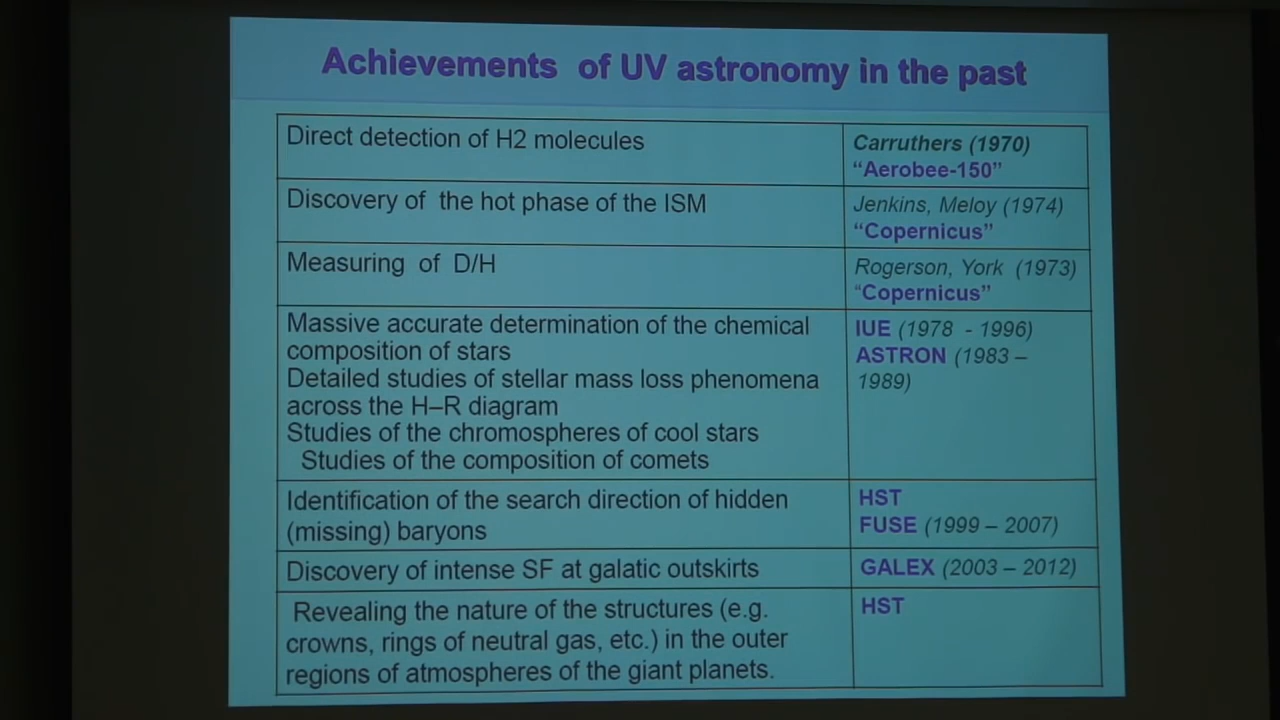 Achievements of UV astronomy in the past
Direct detection of H2 molecules
Carruthers (1970)
“Aerobee-150”
Discovery of the hot phase of the ISM
Jenkins, Meloy (1974)
“Copernicus”
Measuring of D/H
Rogerson, York (1973)
“Copernicus”
Massive accurate determination of the chemical
composition of stars
Detailed studies of stellar mass loss phenomena
across the H–R diagram
Studies of the chromospheres of cool stars
Studies of the composition of comets
IUE (1978 - 1996)
ASTRON (1983 –
1989)
Identification of the search direction of hidden
(missing) baryons
HST
FUSE (1999 – 2007)
Discovery of intense SF at galatic outskirts
GALEX (2003 – 2012)
Revealing the nature of the structures (e.g.
crowns, rings of neutral gas, etc.) in the outer
regions of atmospheres of the giant planets.
HST